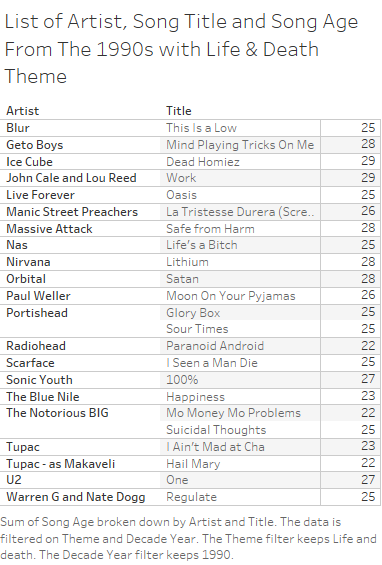 List of Artist, Song Title and Song Age
From The 1990s with Life & Death
Theme
Artist Title
Blur This Is a Low 25
Geto Boys Mind Playing Tricks On Me 28
Ice Cube Dead Homiez 29
John Cale and Lou Reed Work 29
Live Forever Oasis 25
Manic Street Preachers La Tristesse Durera (Scre.. 26
Massive Attack Safe from Harm 28
Nas Life's a Bitch 25
Nirvana Lithium 28
Orbital Satan 28
Paul Weller Moon On Your Pyjamas 26
Portishead Glory Box 25
Sour Times 25
Radiohead Paranoid Android 22
Scarface I Seen a Man Die 25
Sonic Youth 100% 27
The Blue Nile Happiness 23
The Notorious BIG Mo Money Mo Problems 22
Suicidal Thoughts 25
Tupac I Ain't Mad at Cha 23
Tupac - as Makaveli Hail Mary 22
U2 One 27
Warren G and Nate Dogg Regulate 25
Sum of Song Age broken down by Artist and Title. The data is
filtered on Theme and Decade Year. The Theme filter keeps Life and
death. The Decade Year filter keeps 1990.